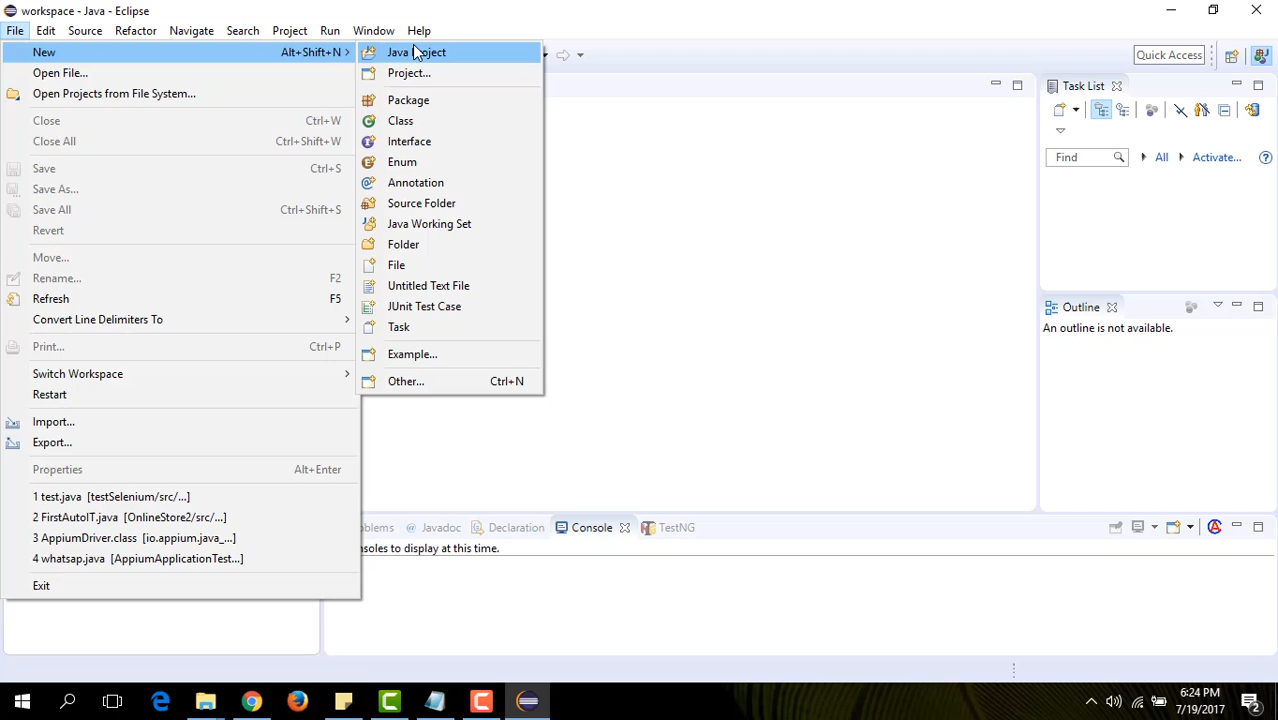 workspace - Java - Eclipse
File Edit Source Refactor Navigate Search Project Run Window Help
New Alt+Shift+N
Open File...
Open Projects from File System...
Close Ctrl+W
Close All Ctrl+Shift+W
Save Ctrl+S
Save As...
Save All Ctrl+Shift+S
Revert
Move...
Rename... F2
Refresh F5
Convert Line Delimiters To
Print... Ctrl+P
Switch Workspace
Restart
Import...
Export...
Properties Alt+Enter
1 test.java [testSelenium/src/...]
2 FirstAutoIT.java [OnlineStore2/src/...]
3 AppiumDriver.class [io.appium.java_...]
4 whatsap.java [AppiumApplicationTest...]
Exit
Java Project
Project...
Package
Class
Interface
Enum
Annotation
Source Folder
Java Working Set
Folder
File
Untitled Text File
JUnit Test Case
Task
Example...
Other... Ctrl+N
Quick Access
Task List
Find All Activate...
Outline
An outline is not available.
oblems Javadoc Declaration Console TestNG
nsoles to display at this time.
6:24 PM
7/19/2017
2